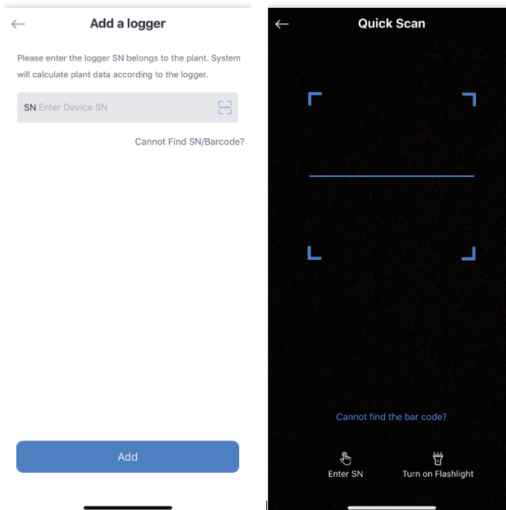 Add a logger
Please enter the logger SN belongs to the plant. System
will calculate plant data according to the logger.
SN Enter Device SN
Cannot Find SN/Barcode?
Add
Quick Scan
Cannot find the bar code?
Enter SN
Turn on Flashlight